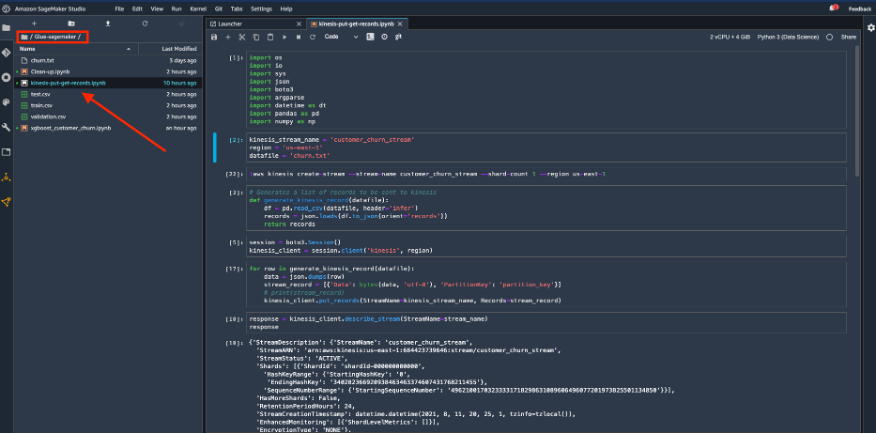 Amazon SageMaker Studio File Edit View Run Kernel Git Tabs Settings Help Feedback
/ Glue-sagemaker /
Name Last Modified
churn.txt 3 days ago
Clean-up.ipynb 2 hours ago
kinesis-put-get-records.ipynb 10 hours ago
test.csv 2 hours ago
train.csv 2 hours ago
validation.csv 2 hours ago
xgboost_customer_churn.ipynb an hour ago
Launcher kinesis-put-get-records.ipynb
Code git 2 vCPU + 4 GiB Python 3 (Data Science) Share
[1]: import os
import io
import sys
import json
import boto3
import argparse
import datetime as dt
import pandas as pd
import numpy as np
[2]: kinesis_stream_name = 'customer_churn_stream'
region = 'us-east-1'
datafile = 'churn.txt'
[22]: !aws kinesis create-stream --stream-name customer_churn_stream --shard-count 1 --region us-east-1
[3]: # Generates a list of records to be sent to kinesis
def generate_kinesis_record(datafile):
df = pd.read_csv(datafile, header='infer')
records = json.loads(df.to_json(orient='records'))
return records
[5]: session = boto3.Session()
kinesis_client = session.client('kinesis', region)
[17]: for row in generate_kinesis_record(datafile):
data = json.dumps(row)
stream_record = [{'Data': bytes(data, 'utf-8'), 'PartitionKey': 'partition_key'}]
# print(stream_record)
kinesis_client.put_records(StreamName=kinesis_stream_name, Records=stream_record)
[10]: response = kinesis_client.describe_stream(StreamName=stream_name)
response
[10]: {'StreamDescription': {'StreamName': 'customer_churn_stream',
'StreamARN': 'arn:aws:kinesis:us-east-1:684423739646:stream/customer_churn_stream',
'StreamStatus': 'ACTIVE',
'Shards': [{'ShardId': 'shardId-000000000000',
'HashKeyRange': {'StartingHashKey': '0',
'EndingHashKey': '340282366920938463463374607431768211455'},
'SequenceNumberRange': {'StartingSequenceNumber':
'HasMoreShards': False,
'RetentionPeriodHours': 24,
'StreamCreationTimestamp': datetime.datetime(2021, 8, 11, 20, 25, 1, tzinfo=tzlocal()),
'EnhancedMonitoring': [{'ShardLevelMetrics': []}],
'EncryptionType': 'NONE'},